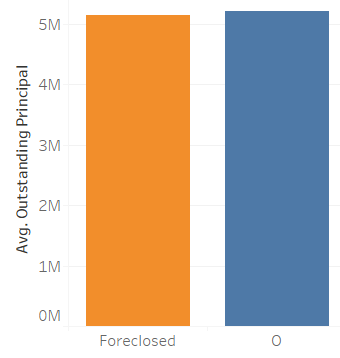 Avg. Outstanding Principal
5M
4M
3M
2M
1M
0M
Foreclosed
O